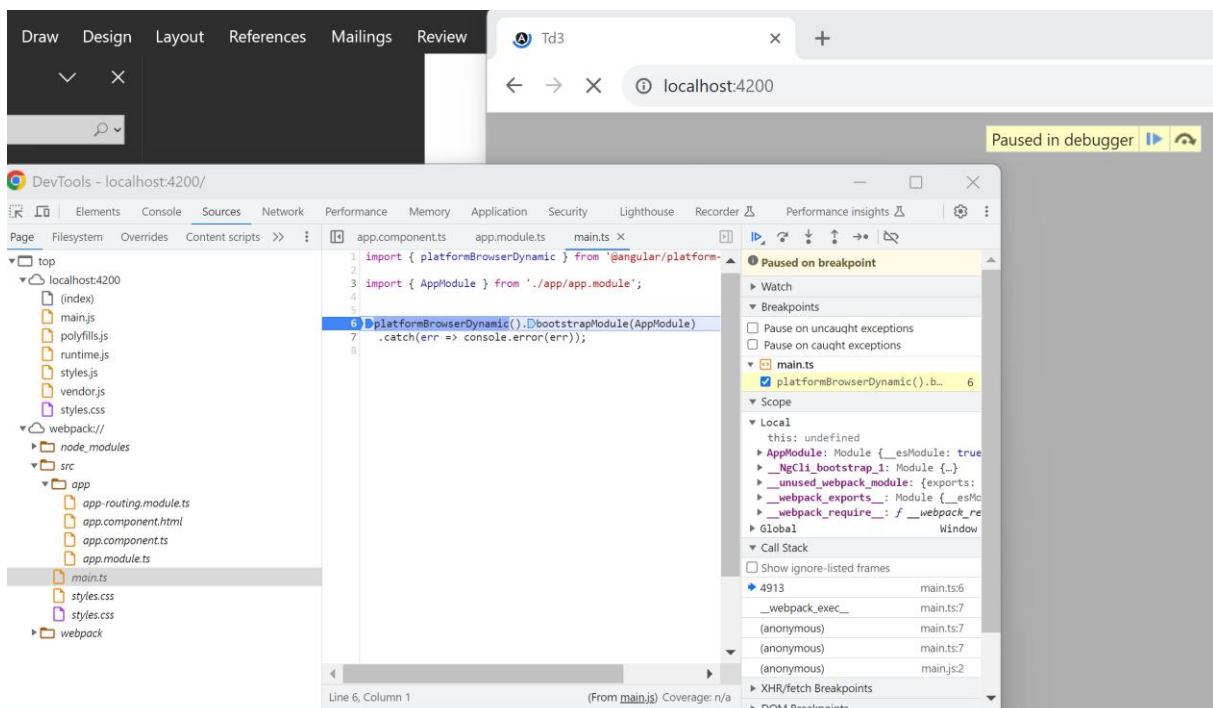 Draw Design Layout References Mailings Review
Td3
localhost:4200
Paused in debugger
DevTools - localhost:4200/
Elements Console Sources Network Performance Memory Application Security Lighthouse Recorder Performance insights
Page Filesystem Overrides Content scripts
app.component.ts app.module.ts main.ts
top
localhost:4200
(index)
main.js
polyfills.js
runtime.js
styles.js
vendor.js
styles.css
webpack://
node_modules
src
app
app-routing.module.ts
app.component.html
app.component.ts
app.module.ts
main.ts
styles.css
styles.css
webpack
1 import { platformBrowserDynamic } from '@angular/platform-
2
3 import { AppModule } from './app/app.module';
4
5
6 platformBrowserDynamic().bootstrapModule(AppModule)
7 .catch(err => console.error(err));
8
Line 6, Column 1
(From main.js) Coverage: n/a
Paused on breakpoint
Watch
Breakpoints
Pause on uncaught exceptions
Pause on caught exceptions
main.ts
platformBrowserDynamic().b… 6
Scope
Local
this: undefined
AppModule: Module {__esModule: true
__NgCli_bootstrap_1: Module {…}
__unused_webpack_module: {exports:
__webpack_exports__: Module {__esMo
__webpack_require__: ƒ __webpack_re
Global Window
Call Stack
Show ignore-listed frames
4913 main.ts:6
__webpack_exec__ main.ts:7
(anonymous) main.ts:7
(anonymous) main.ts:7
(anonymous) main.js:2
XHR/fetch Breakpoints
DOM Breakpoints